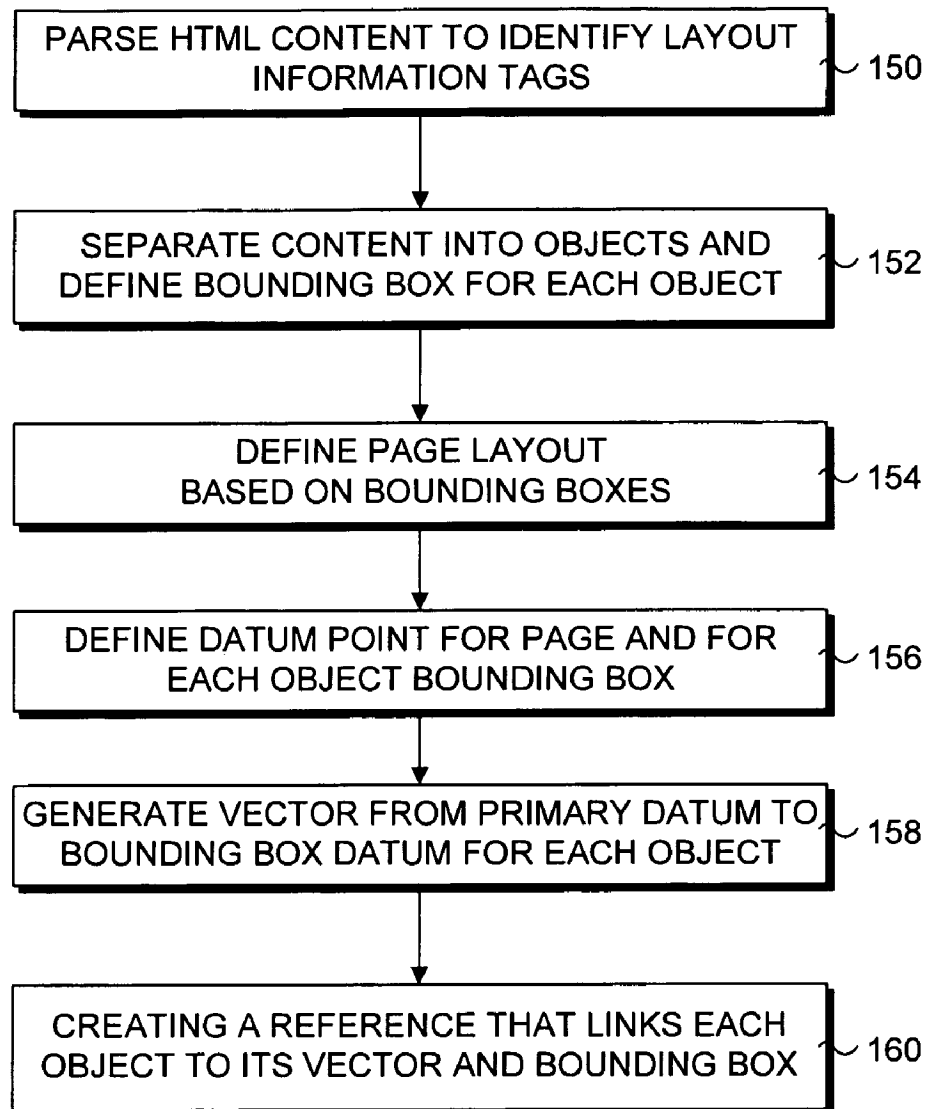 PARSE HTML CONTENT TO IDENTIFY LAYOUT
INFORMATION TAGS
150
SEPARATE CONTENT INTO OBJECTS AND
DEFINE BOUNDING BOX FOR EACH OBJECT
152
DEFINE PAGE LAYOUT
BASED ON BOUNDING BOXES
154
DEFINE DATUM POINT FOR PAGE AND FOR
EACH OBJECT BOUNDING BOX
156
GENERATE VECTOR FROM PRIMARY DATUM TO
BOUNDING BOX DATUM FOR EACH OBJECT
158
CREATING A REFERENCE THAT LINKS EACH
OBJECT TO ITS VECTOR AND BOUNDING BOX
160